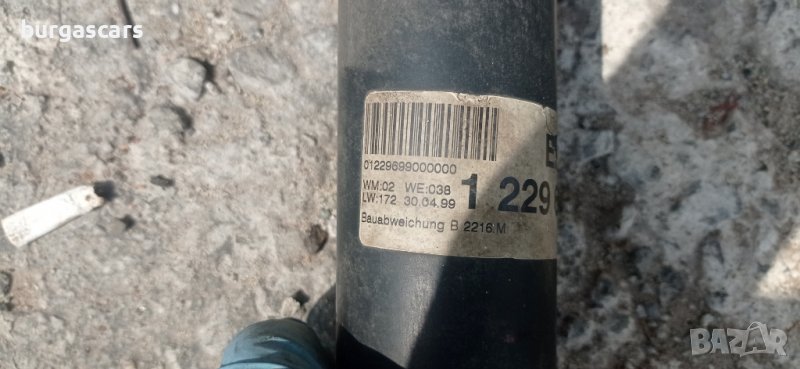 burgascars
01229699000000
WM:02 WE:038
LW:172 30.04.99
1 229
Bauabweichung B 2216 M
BAZAR